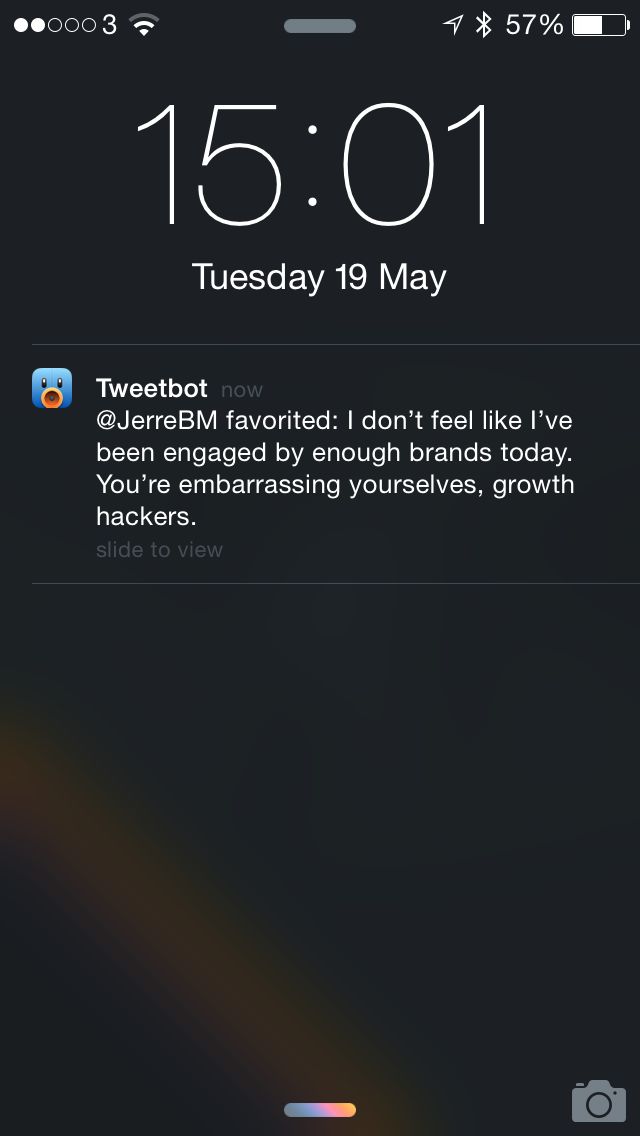 3 57%
15:01
Tuesday 19 May
Tweetbot now
@JerreBM favorited: I don’t feel like I’ve
been engaged by enough brands today.
You’re embarrassing yourselves, growth
hackers.
slide to view